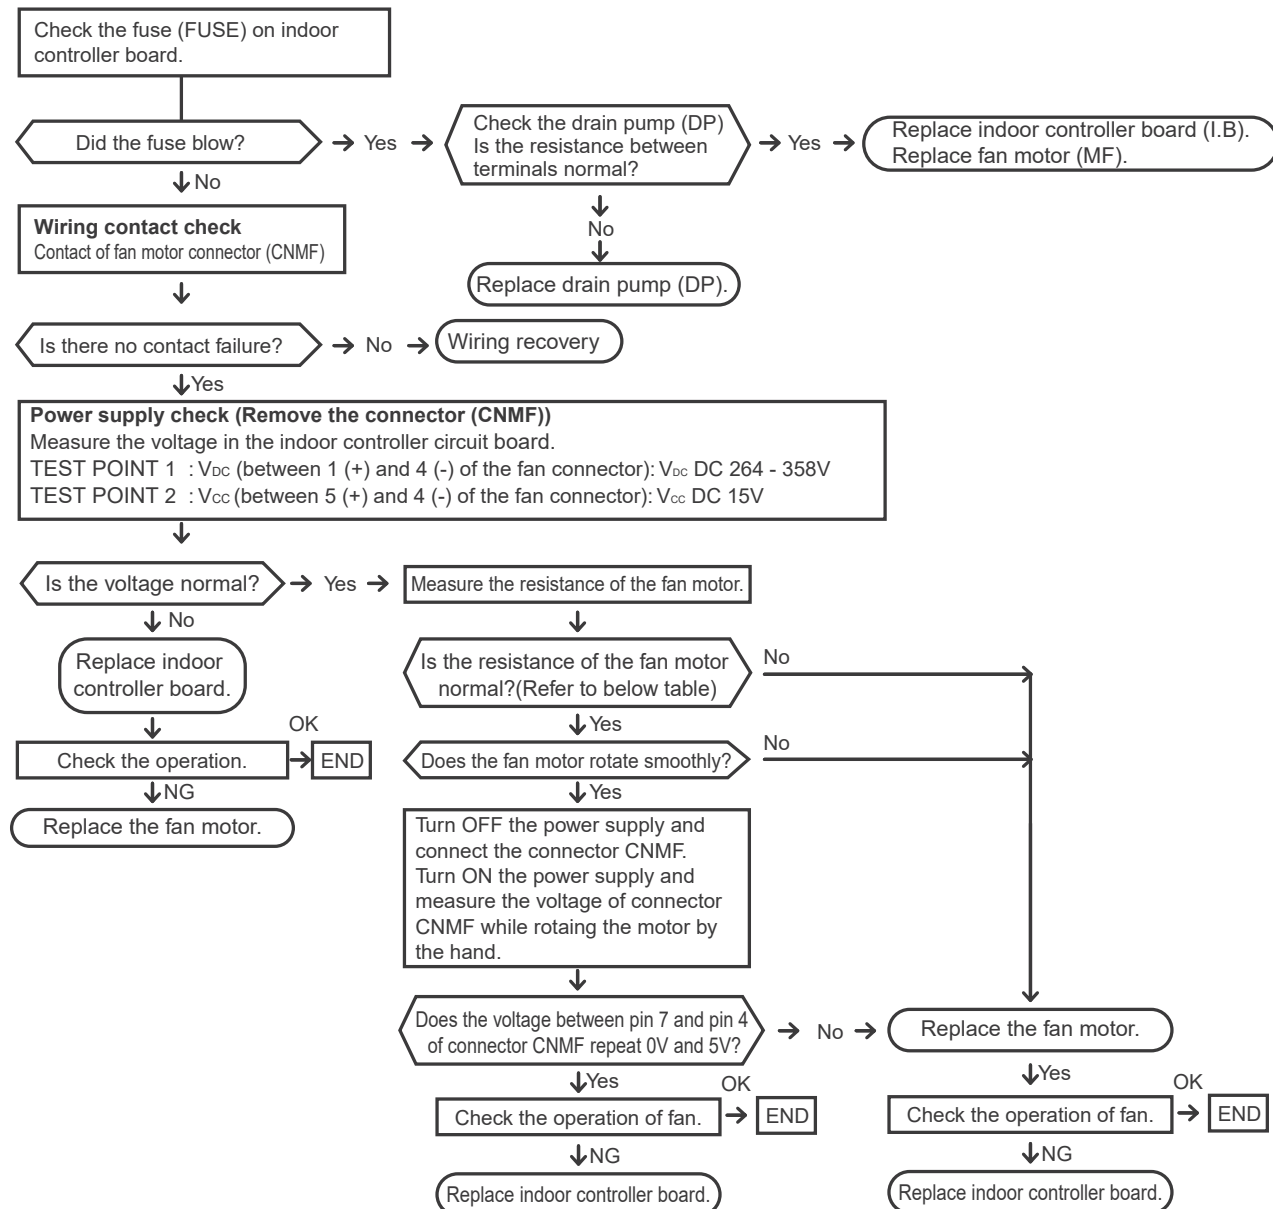 Check the fuse (FUSE) on indoor
controller board.
Did the fuse blow?
Yes
Check the drain pump (DP)
Is the resistance between
terminals normal?
Yes
Replace indoor controller board (I.B).
Replace fan motor (MF).
No
No
Replace drain pump (DP).
Wiring contact check
Contact of fan motor connector (CNMF)
Is there no contact failure?
No
Wiring recovery
Yes
Power supply check (Remove the connector (CNMF))
Measure the voltage in the indoor controller circuit board.
TEST POINT 1 : VDC (between 1 (+) and 4 (-) of the fan connector): VDC DC 264 - 358V
TEST POINT 2 : VCC (between 5 (+) and 4 (-) of the fan connector): VCC DC 15V
Is the voltage normal?
Yes
Measure the resistance of the fan motor.
No
Replace indoor
controller board.
Is the resistance of the fan motor
normal?(Refer to below table)
No
Yes
OK
Check the operation.
END
Does the fan motor rotate smoothly?
No
NG
Yes
Replace the fan motor.
Turn OFF the power supply and
connect the connector CNMF.
Turn ON the power supply and
measure the voltage of connector
CNMF while rotaing the motor by
the hand.
Does the voltage between pin 7 and pin 4
of connector CNMF repeat 0V and 5V?
No
Replace the fan motor.
Yes
OK
Check the operation of fan.
END
Yes
OK
Check the operation of fan.
END
NG
Replace indoor controller board.
NG
Replace indoor controller board.